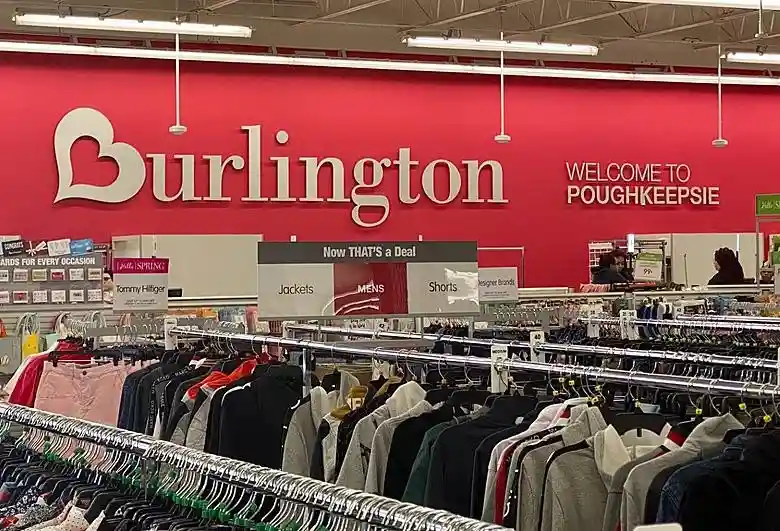 Burlington
WELCOME TO
POUGHKEEPSIE
CARDS FOR EVERY OCCASION
Hello SPRING
Tommy Hilfiger
Now THAT's a Deal
Jackets
MENS
Shorts
Designer Brands
99¢